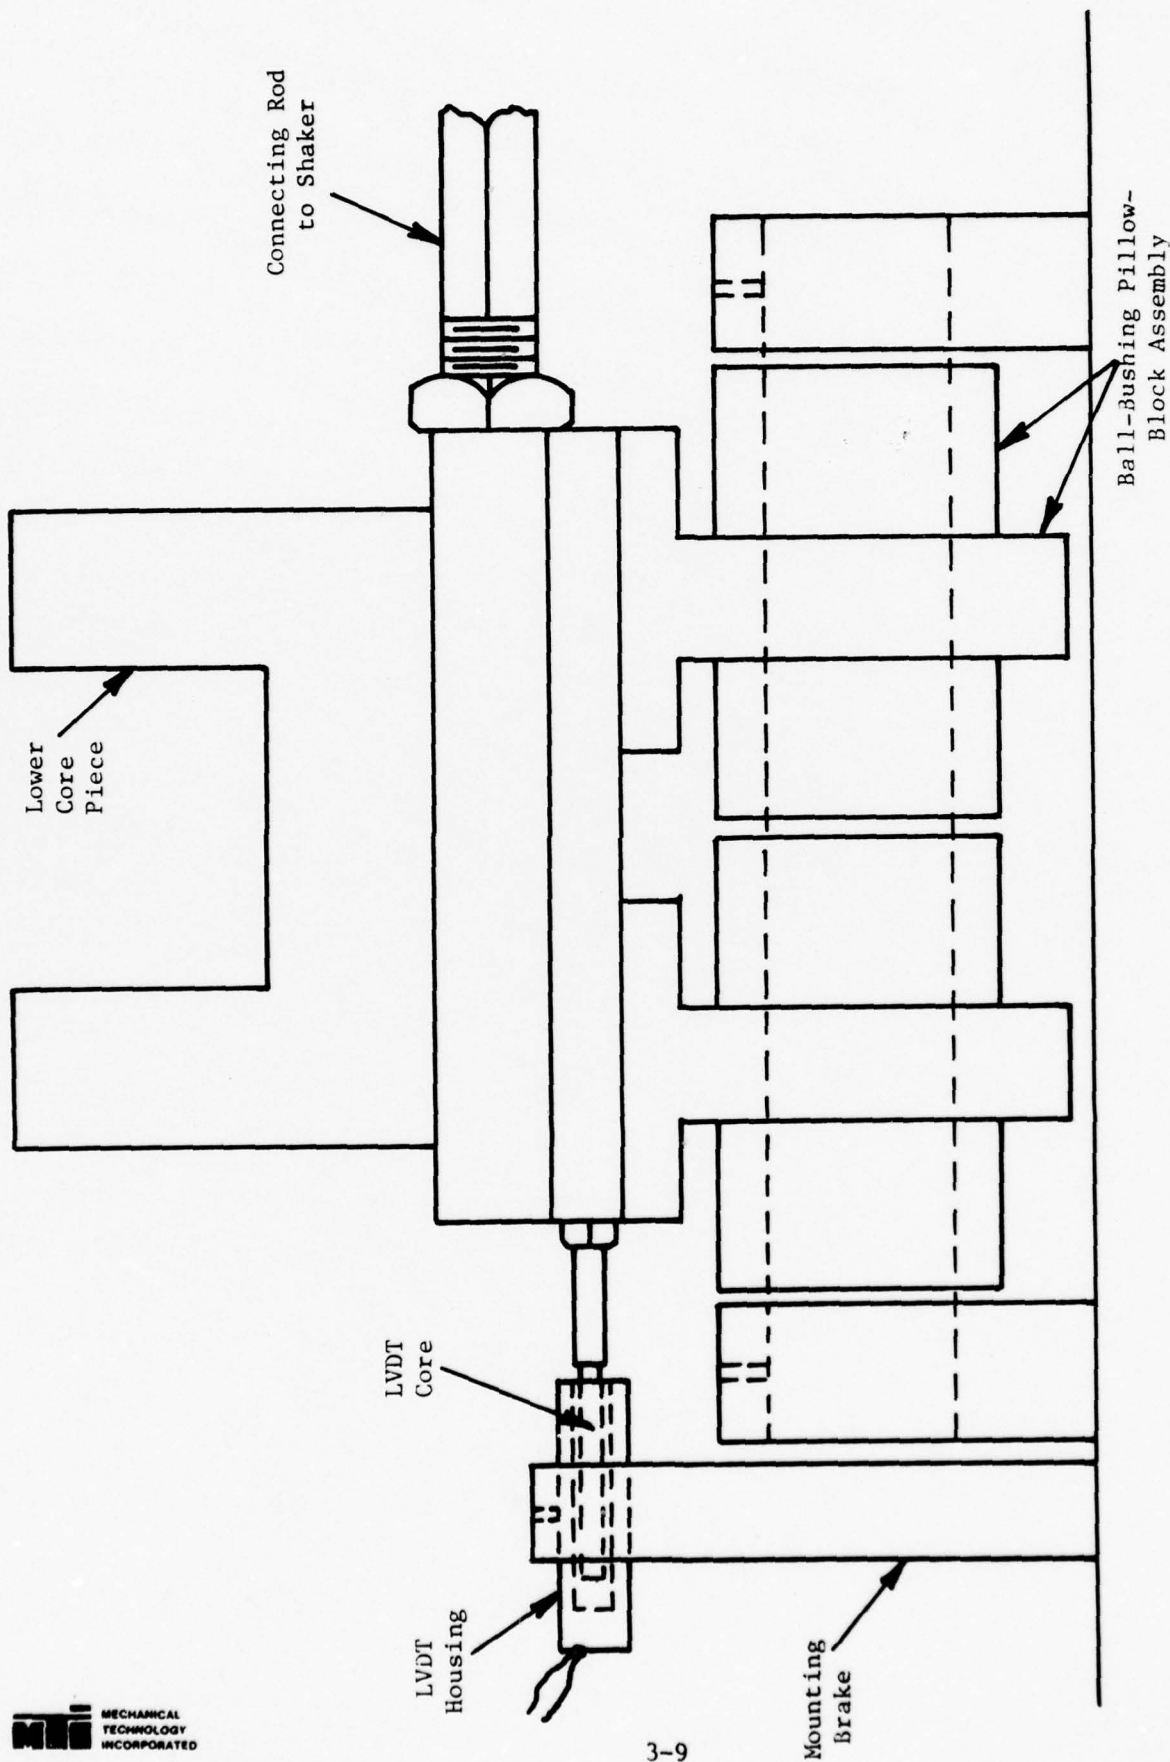 Lower
Core
Piece
Connecting Rod
to Shaker
LVDT
Core
LVDT
Housing
Mounting
Brake
Ball-Bushing Pillow-
Block Assembly
MTI
MECHANICAL
TECHNOLOGY
INCORPORATED
3-9